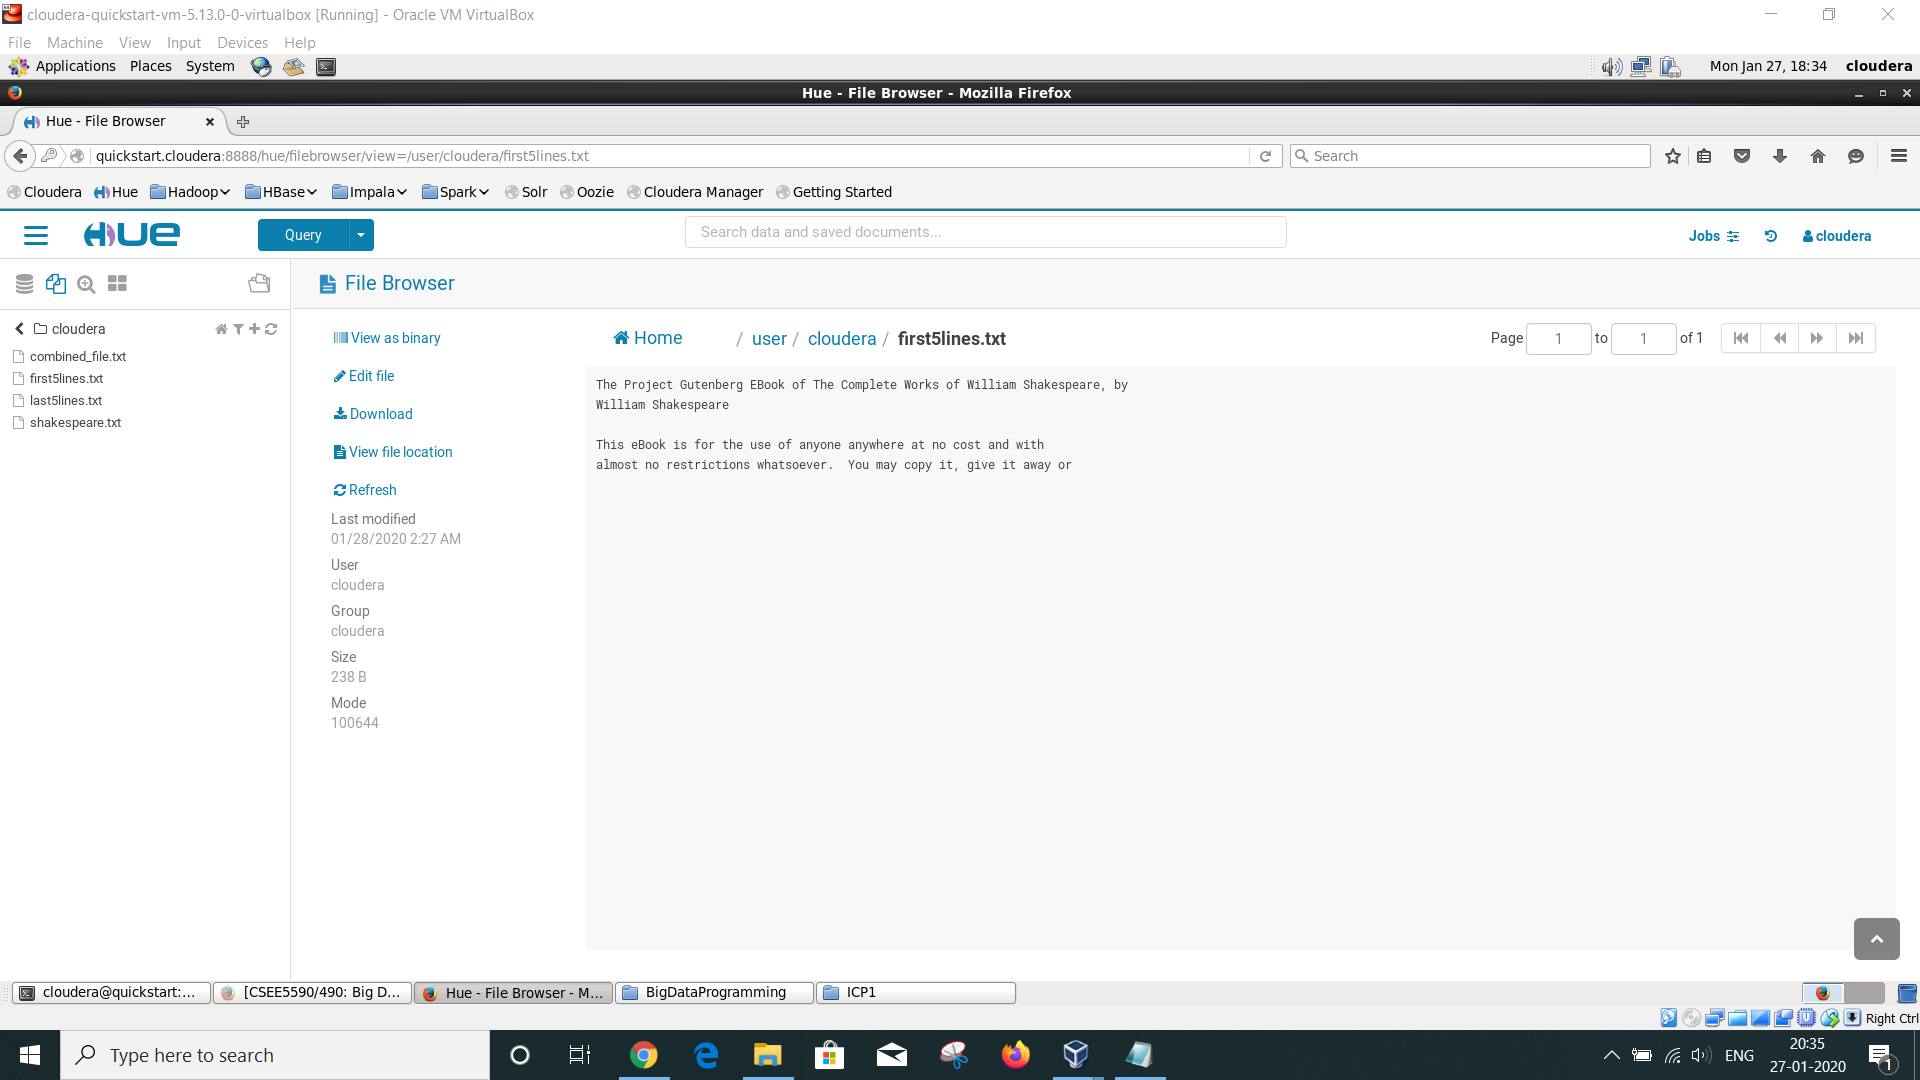 cloudera-quickstart-vm-5.13.0-0-virtualbox [Running] - Oracle VM VirtualBox
File Machine View Input Devices Help
Applications Places System Mon Jan 27, 18:34 cloudera
Hue - File Browser - Mozilla Firefox
Hue - File Browser
quickstart.cloudera:8888/hue/filebrowser/view=/user/cloudera/first5lines.txt Search
Cloudera Hue Hadoop HBase Impala Spark Solr Oozie Cloudera Manager Getting Started
HUE Query Search data and saved documents... Jobs cloudera
File Browser
cloudera
combined_file.txt
first5lines.txt
last5lines.txt
shakespeare.txt
View as binary
Edit file
Download
View file location
Refresh
Last modified
01/28/2020 2:27 AM
User
cloudera
Group
cloudera
Size
238 B
Mode
100644
Home / user / cloudera / first5lines.txt Page 1 to 1 of 1
The Project Gutenberg EBook of The Complete Works of William Shakespeare, by
William Shakespeare
This eBook is for the use of anyone anywhere at no cost and with
almost no restrictions whatsoever.  You may copy it, give it away or
cloudera@quickstart:... [CSEE5590/490: Big D... Hue - File Browser - M... BigDataProgramming ICP1
Right Ctrl
Type here to search ENG 20:35
27-01-2020 1